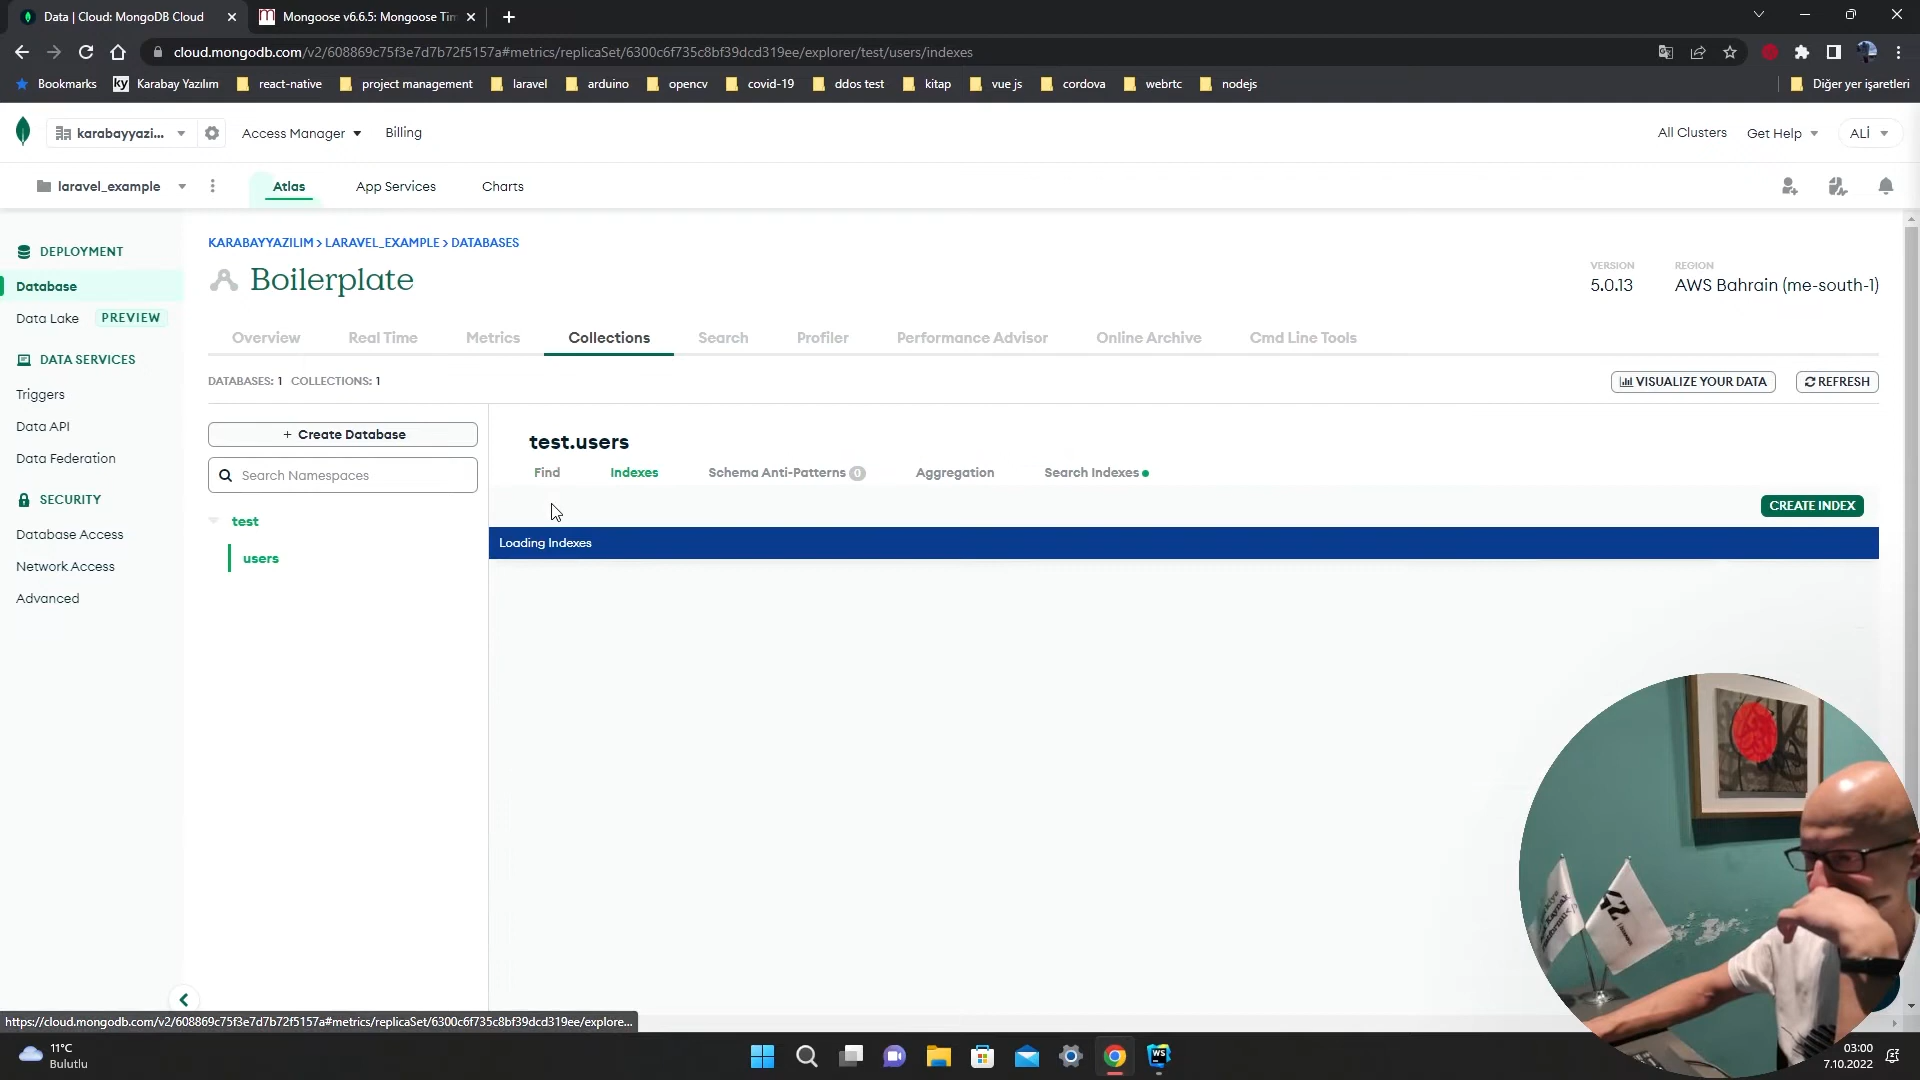 Data | Cloud: MongoDB Cloud
Mongoose v6.6.5: Mongoose Tim
cloud.mongodb.com/v2/608869c75f3e7d7b72f5157a#metrics/replicaSet/6300c6f735c8bf39dcd319ee/explorer/test/users/indexes
Bookmarks
ky Karabay Yazılım
react-native
project management
laravel
arduino
opencv
covid-19
ddos test
kitap
vue js
cordova
webrtc
nodejs
Diğer yer işaretleri
karabayyazi...
Access Manager
Billing
All Clusters
Get Help
ALİ
laravel_example
Atlas
App Services
Charts
DEPLOYMENT
Database
Data Lake PREVIEW
DATA SERVICES
Triggers
Data API
Data Federation
SECURITY
Database Access
Network Access
Advanced
KARABAYYAZILIM > LARAVEL_EXAMPLE > DATABASES
Boilerplate
VERSION
5.0.13
REGION
AWS Bahrain (me-south-1)
Overview
Real Time
Metrics
Collections
Search
Profiler
Performance Advisor
Online Archive
Cmd Line Tools
DATABASES: 1 COLLECTIONS: 1
VISUALIZE YOUR DATA
REFRESH
+ Create Database
Search Namespaces
test
users
test.users
Find
Indexes
Schema Anti-Patterns 0
Aggregation
Search Indexes
CREATE INDEX
Loading Indexes
https://cloud.mongodb.com/v2/608869c75f3e7d7b72f5157a#metrics/replicaSet/6300c6f735c8bf39dcd319ee/explore...
11°C
Bulutlu
WS
03:00
7.10.2022